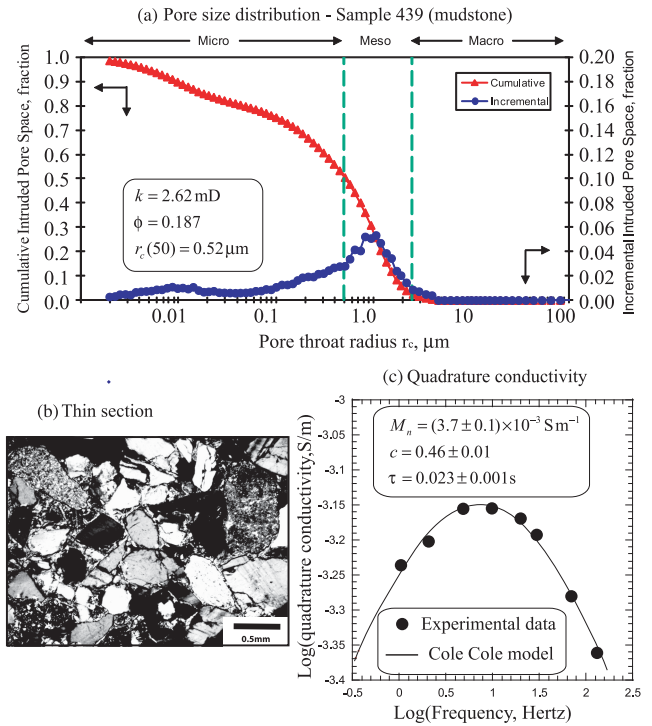 (a) Pore size distribution - Sample 439 (mudstone)
Micro Meso Macro
Cumulative Intruded Pore Space, fraction
1.0
0.9
0.8
0.7
0.6
0.5
0.4
0.3
0.2
0.1
0.0
Cumulative
Incremental
k = 2.62 mD
ϕ = 0.187
r_c (50) = 0.52 μm
0.20
0.18
0.16
0.14
0.12
0.10
0.08
0.06
0.04
0.02
0.00
Incremental Intruded Pore Space, fraction
0.01 0.1 1.0 10 100
Pore throat radius r_c, μm
(b) Thin section
0.5mm
(c) Quadrature conductivity
Log(quadrature conductivity,S/m)
-3
-3.05
-3.1
-3.15
-3.2
-3.25
-3.3
-3.35
-3.4
M_n = (3.7 ± 0.1) × 10⁻³ S m⁻¹
c = 0.46 ± 0.01
τ = 0.023 ± 0.001s
Experimental data
Cole Cole model
-0.5 0 0.5 1 1.5 2 2.5
Log(Frequency, Hertz)